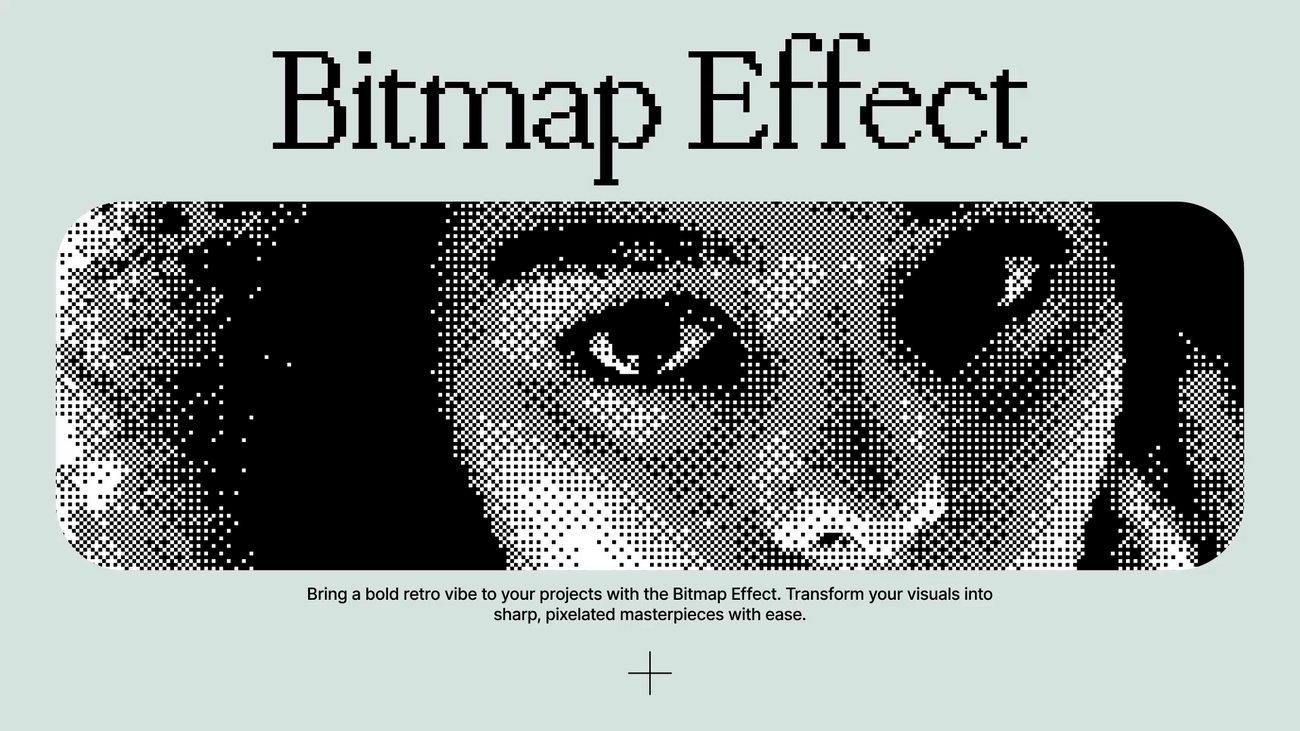 Bitmap Effect
Bring a bold retro vibe to your projects with the Bitmap Effect. Transform your visuals into
sharp, pixelated masterpieces with ease.